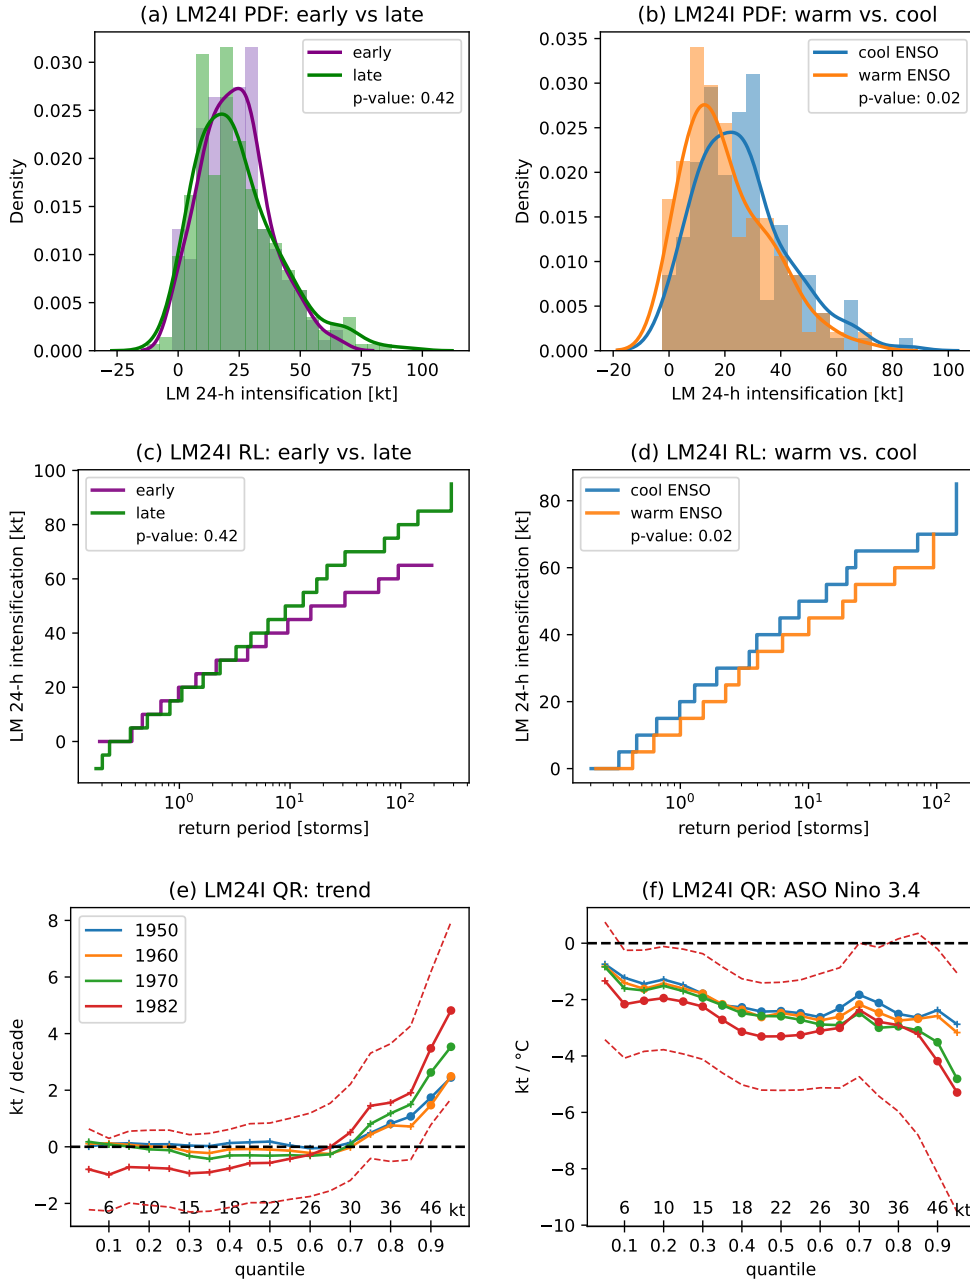 (a) LM24I PDF: early vs late
(b) LM24I PDF: warm vs. cool
early
late
p-value: 0.42
0.030
0.025
0.020
0.015
0.010
0.005
0.000
Density
−25 0 25 50 75 100
LM 24-h intensification [kt]
cool ENSO
warm ENSO
p-value: 0.02
0.035
0.030
0.025
0.020
0.015
0.010
0.005
0.000
Density
−20 0 20 40 60 80 100
LM 24-h intensification [kt]
(c) LM24I RL: early vs. late
(d) LM24I RL: warm vs. cool
early
late
p-value: 0.42
100
80
60
40
20
0
LM 24-h intensification [kt]
10⁰ 10¹ 10²
return period [storms]
cool ENSO
warm ENSO
p-value: 0.02
80
60
40
20
0
LM 24-h intensification [kt]
10⁰ 10¹ 10²
return period [storms]
(e) LM24I QR: trend
(f) LM24I QR: ASO Nino 3.4
1950
1960
1970
1982
8
6
4
2
0
−2
kt / decade
6 10 15 18 22 26 30 36 46 kt
0.1 0.2 0.3 0.4 0.5 0.6 0.7 0.8 0.9
quantile
0
−2
−4
−6
−8
−10
kt / °C
6 10 15 18 22 26 30 36 46 kt
0.1 0.2 0.3 0.4 0.5 0.6 0.7 0.8 0.9
quantile